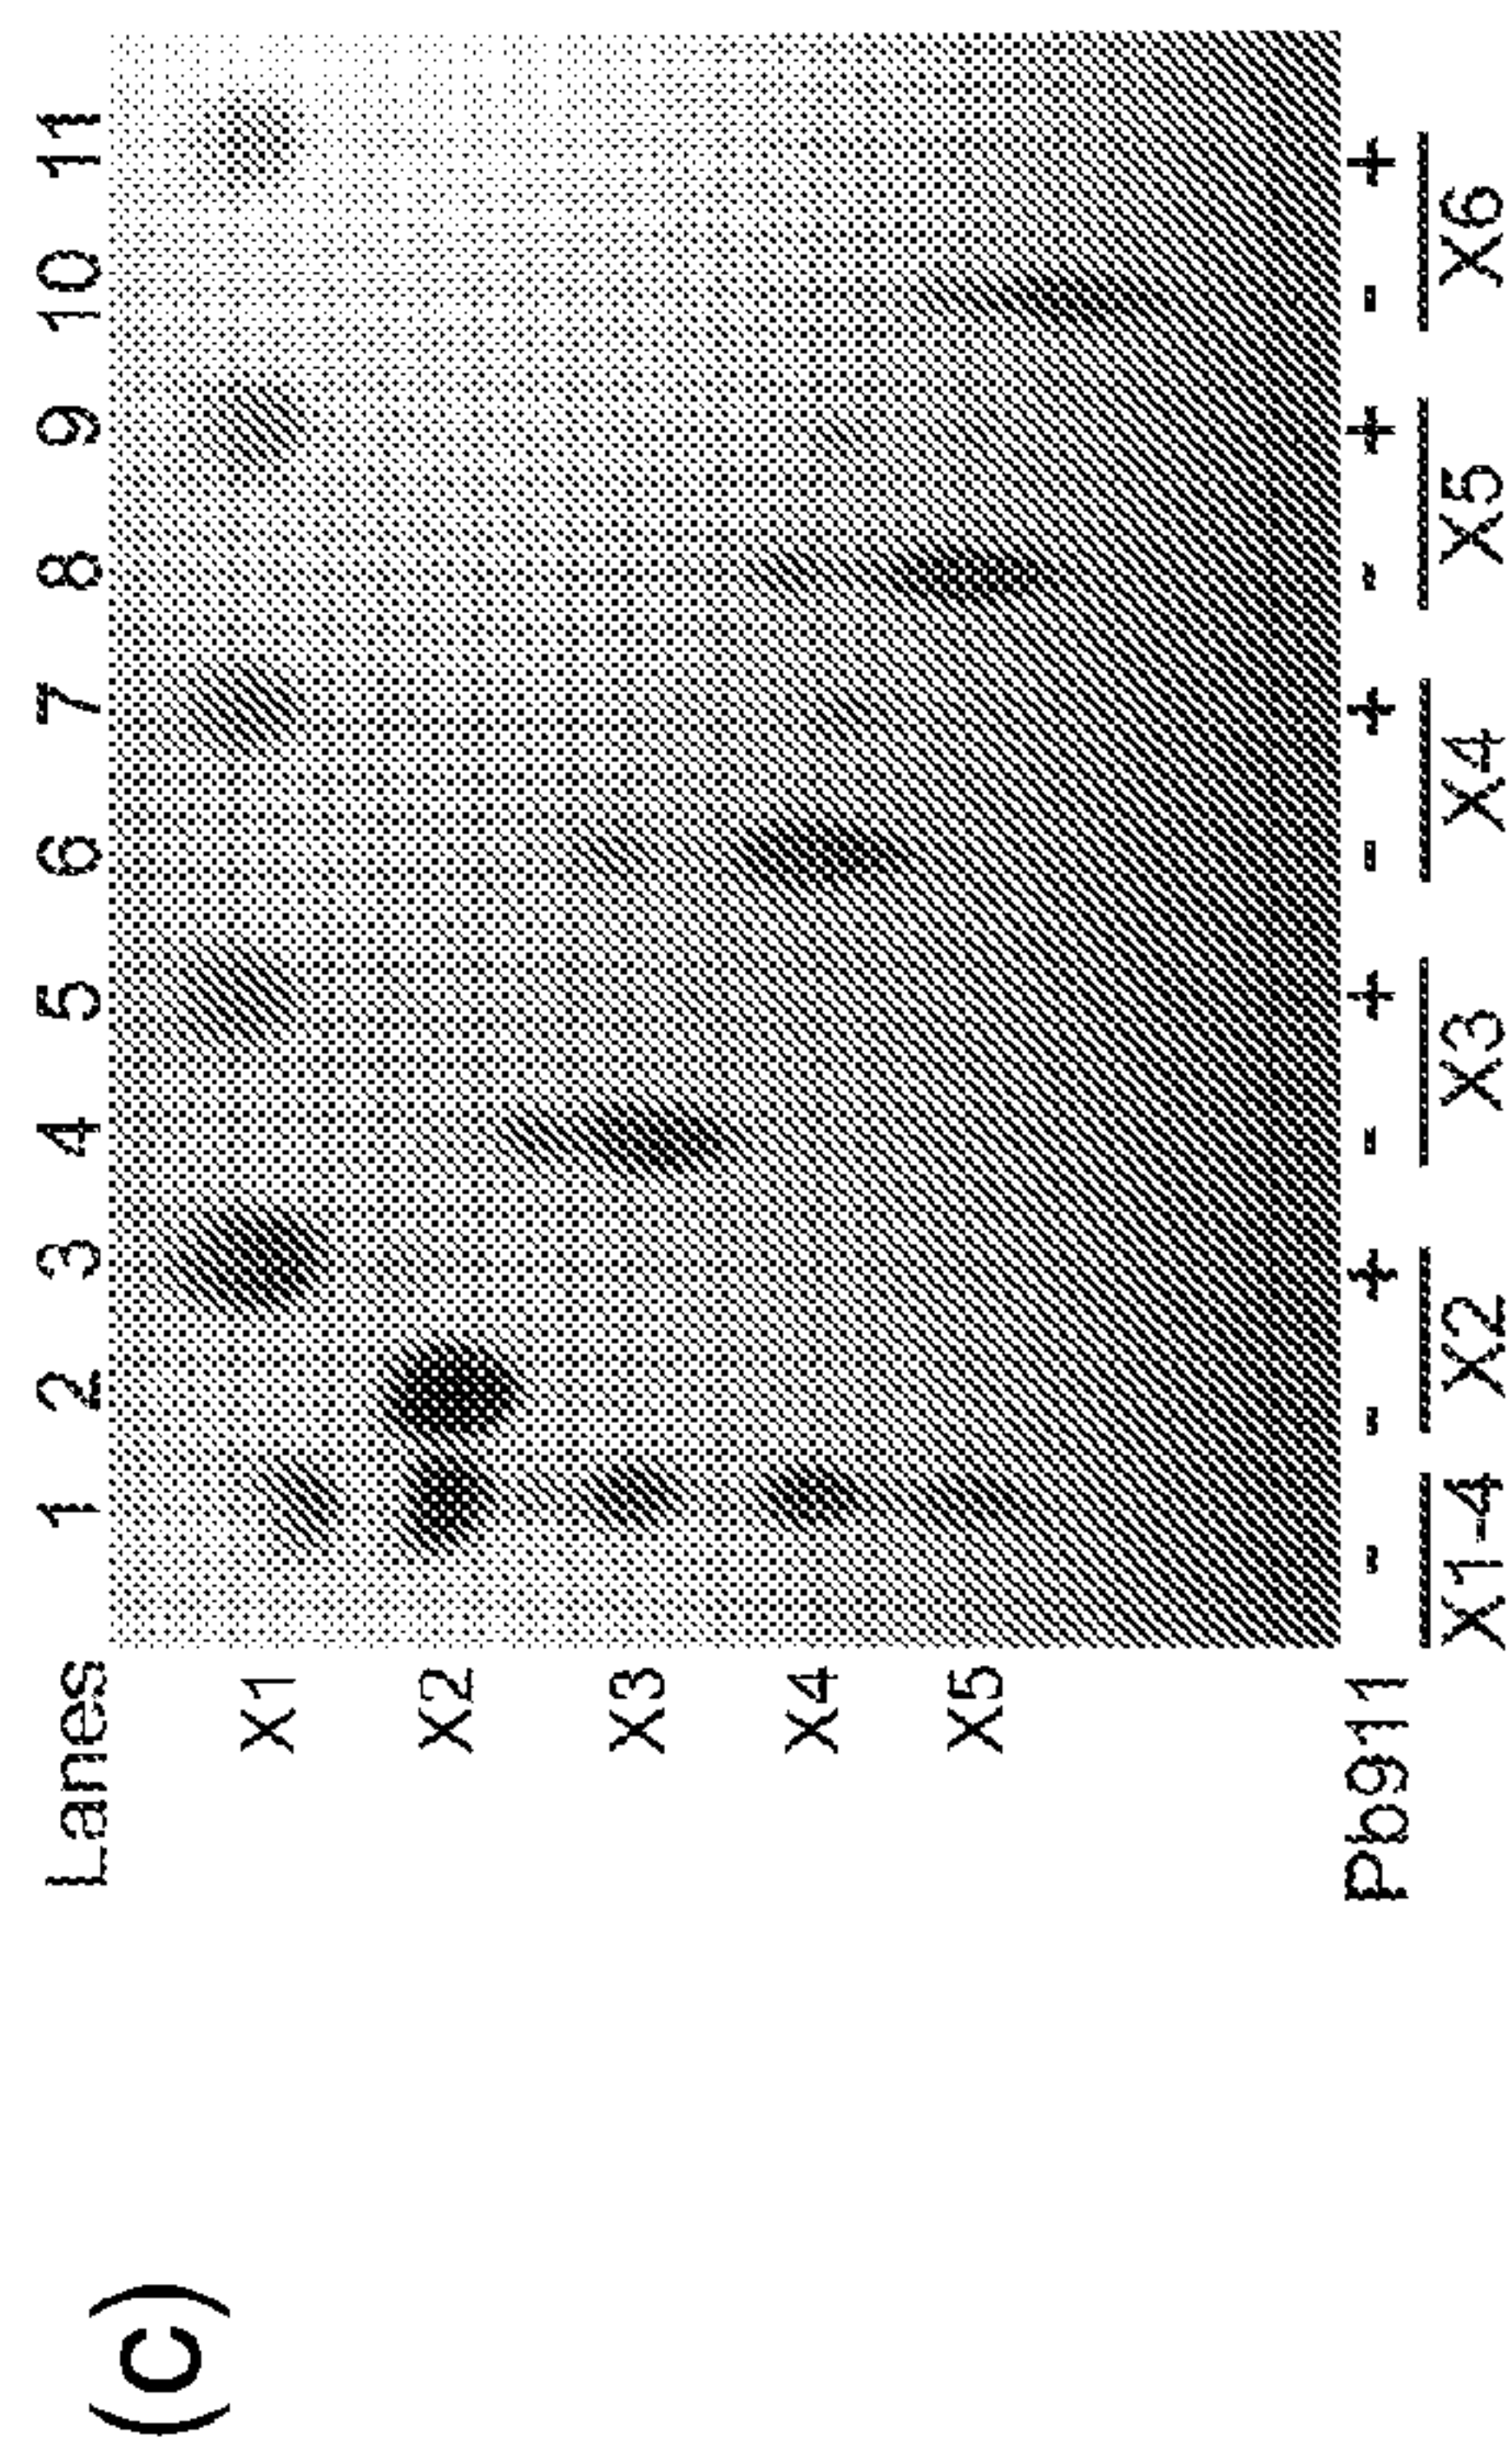 (c)
Lanes 1 2 3 4 5 6 7 8 9 10 11
X1
X2
X3
X4
X5
Pb911 - - + - + - + - + - +
X1-4 X2 X3 X4 X5 X6